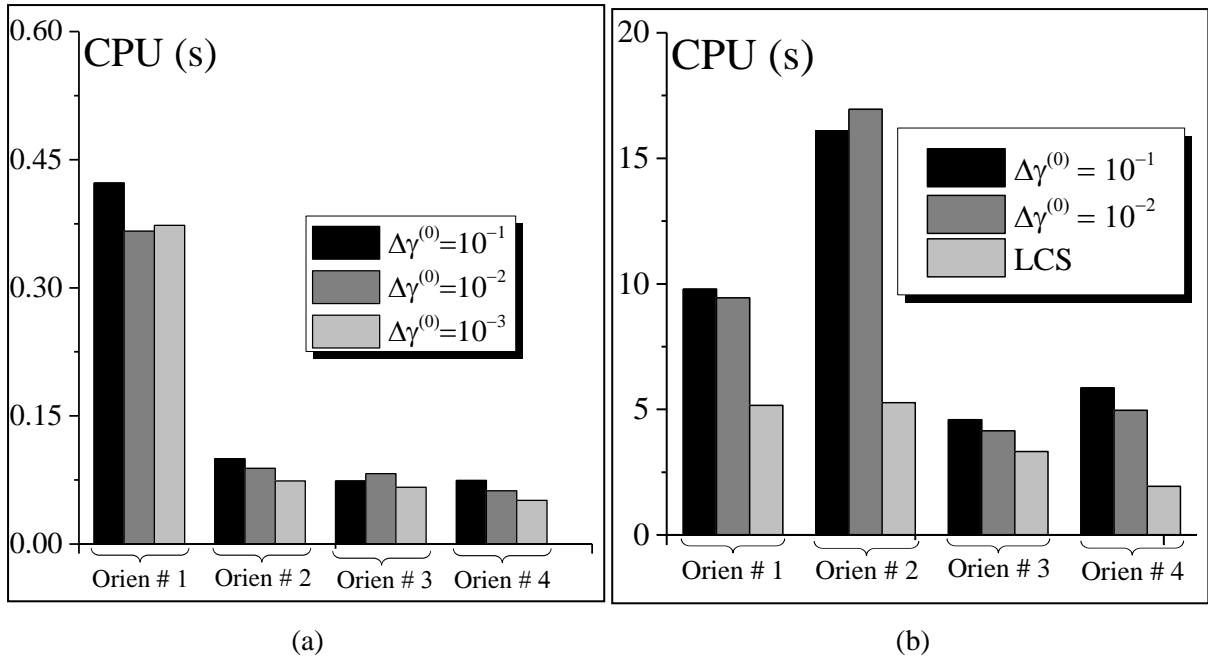 CPU (s)
0.60
0.45
0.30
0.15
0.00
Δγ⁽⁰⁾=10⁻¹
Δγ⁽⁰⁾=10⁻²
Δγ⁽⁰⁾=10⁻³
Orien # 1
Orien # 2
Orien # 3
Orien # 4
(a)
CPU (s)
20
15
10
5
0
Δγ⁽⁰⁾ = 10⁻¹
Δγ⁽⁰⁾ = 10⁻²
LCS
Orien # 1
Orien # 2
Orien # 3
Orien # 4
(b)